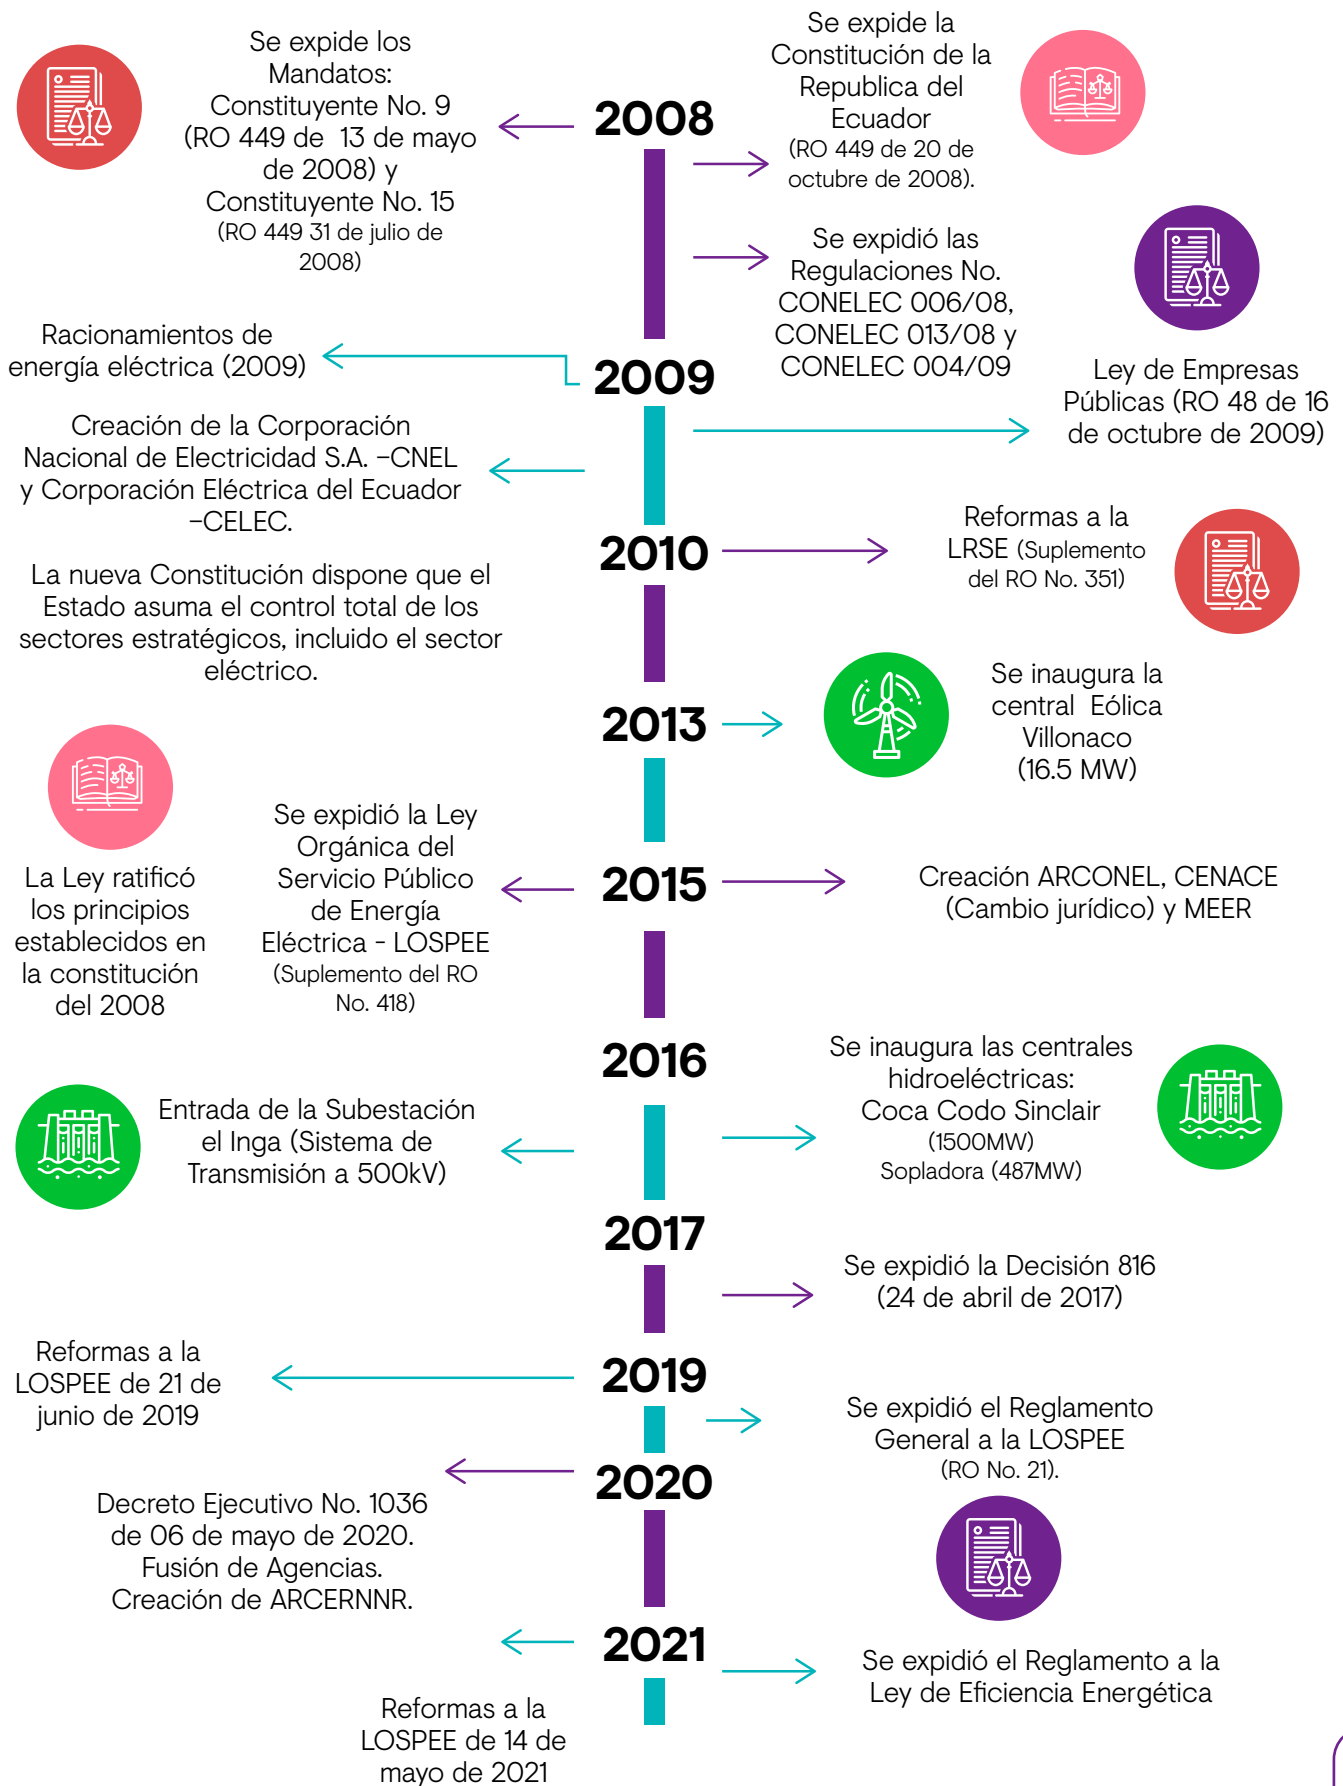 Se expide los
Mandatos:
Constituyente No. 9
(RO 449 de 13 de mayo
de 2008) y
Constituyente No. 15
(RO 449 31 de julio de
2008)
2008
Se expide la
Constitución de la
Republica del
Ecuador
(RO 449 de 20 de
octubre de 2008).
Se expidió las
Regulaciones No.
CONELEC 006/08,
CONELEC 013/08 y
CONELEC 004/09
Racionamientos de
energía eléctrica (2009)
2009
Ley de Empresas
Públicas (RO 48 de 16
de octubre de 2009)
Creación de la Corporación
Nacional de Electricidad S.A. –CNEL
y Corporación Eléctrica del Ecuador
–CELEC.
2010
Reformas a la
LRSE (Suplemento
del RO No. 351)
La nueva Constitución dispone que el
Estado asuma el control total de los
sectores estratégicos, incluido el sector
eléctrico.
2013
Se inaugura la
central Eólica
Villonaco
(16.5 MW)
La Ley ratificó
los principios
establecidos en
la constitución
del 2008
Se expidió la Ley
Orgánica del
Servicio Público
de Energía
Eléctrica - LOSPEE
(Suplemento del RO
No. 418)
2015
Creación ARCONEL, CENACE
(Cambio jurídico) y MEER
2016
Se inaugura las centrales
hidroeléctricas:
Coca Codo Sinclair
(1500MW)
Sopladora (487MW)
Entrada de la Subestación
el Inga (Sistema de
Transmisión a 500kV)
2017
Se expidió la Decisión 816
(24 de abril de 2017)
Reformas a la
LOSPEE de 21 de
junio de 2019
2019
Se expidió el Reglamento
General a la LOSPEE
(RO No. 21).
2020
Decreto Ejecutivo No. 1036
de 06 de mayo de 2020.
Fusión de Agencias.
Creación de ARCERNNR.
2021
Se expidió el Reglamento a la
Ley de Eficiencia Energética
Reformas a la
LOSPEE de 14 de
mayo de 2021